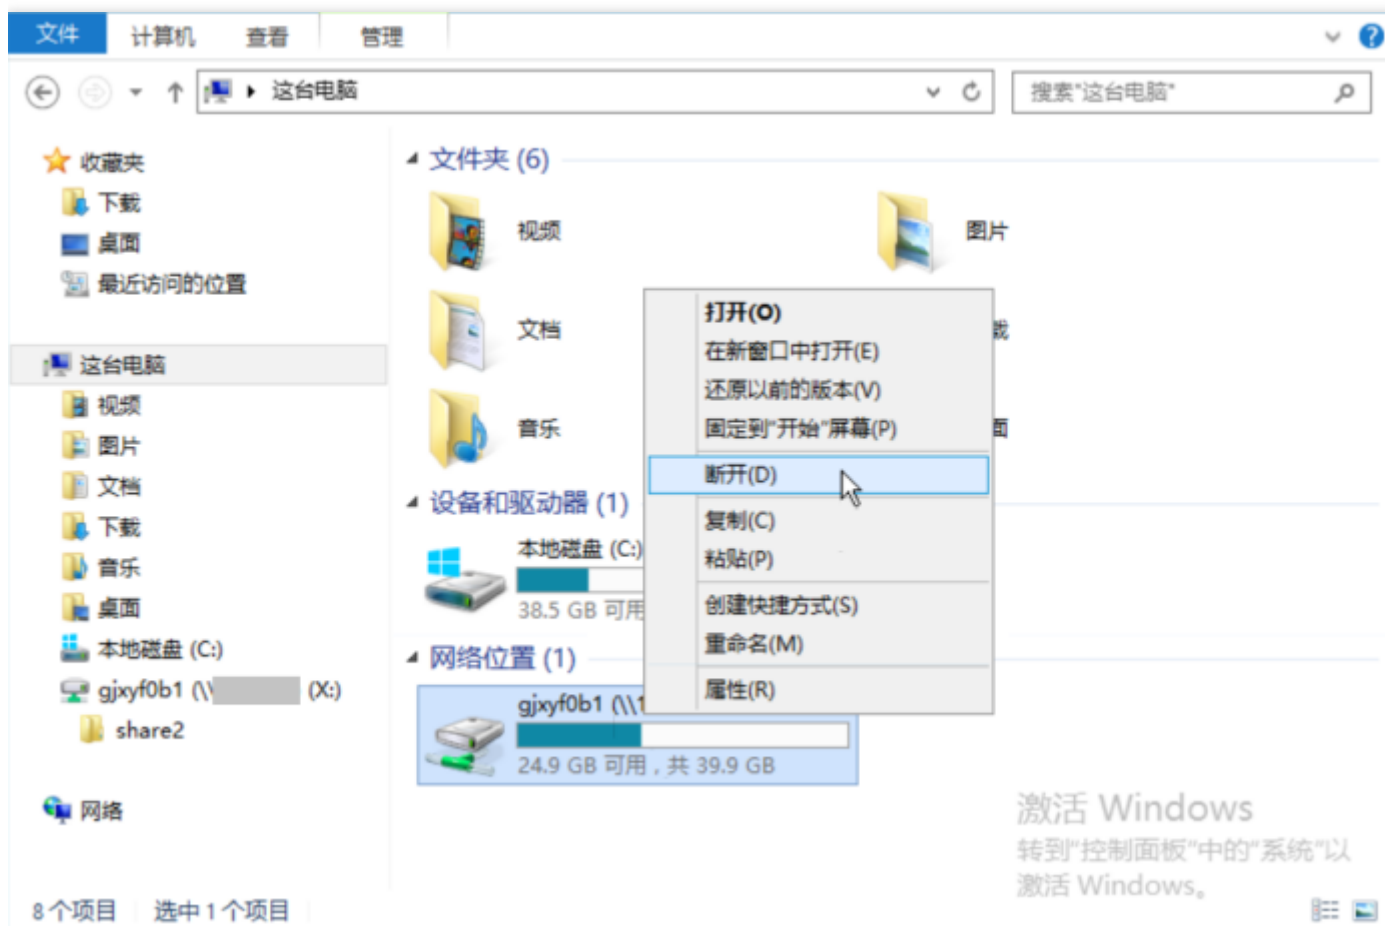 文件 计算机 查看 管理
这台电脑
搜索"这台电脑"
收藏夹
下载
桌面
最近访问的位置
这台电脑
视频
图片
文档
下载
音乐
桌面
本地磁盘 (C:)
gjxyf0b1 (\\ (X:)
share2
网络
文件夹 (6)
视频
图片
文档
载
音乐
面
设备和驱动器 (1)
本地磁盘 (C:)
38.5 GB 可用
网络位置 (1)
gjxyf0b1 (\\1
24.9 GB 可用，共 39.9 GB
打开(O)
在新窗口中打开(E)
还原以前的版本(V)
固定到"开始"屏幕(P)
断开(D)
复制(C)
粘贴(P)
创建快捷方式(S)
重命名(M)
属性(R)
激活 Windows
转到"控制面板"中的"系统"以
激活 Windows。
8 个项目 选中 1 个项目